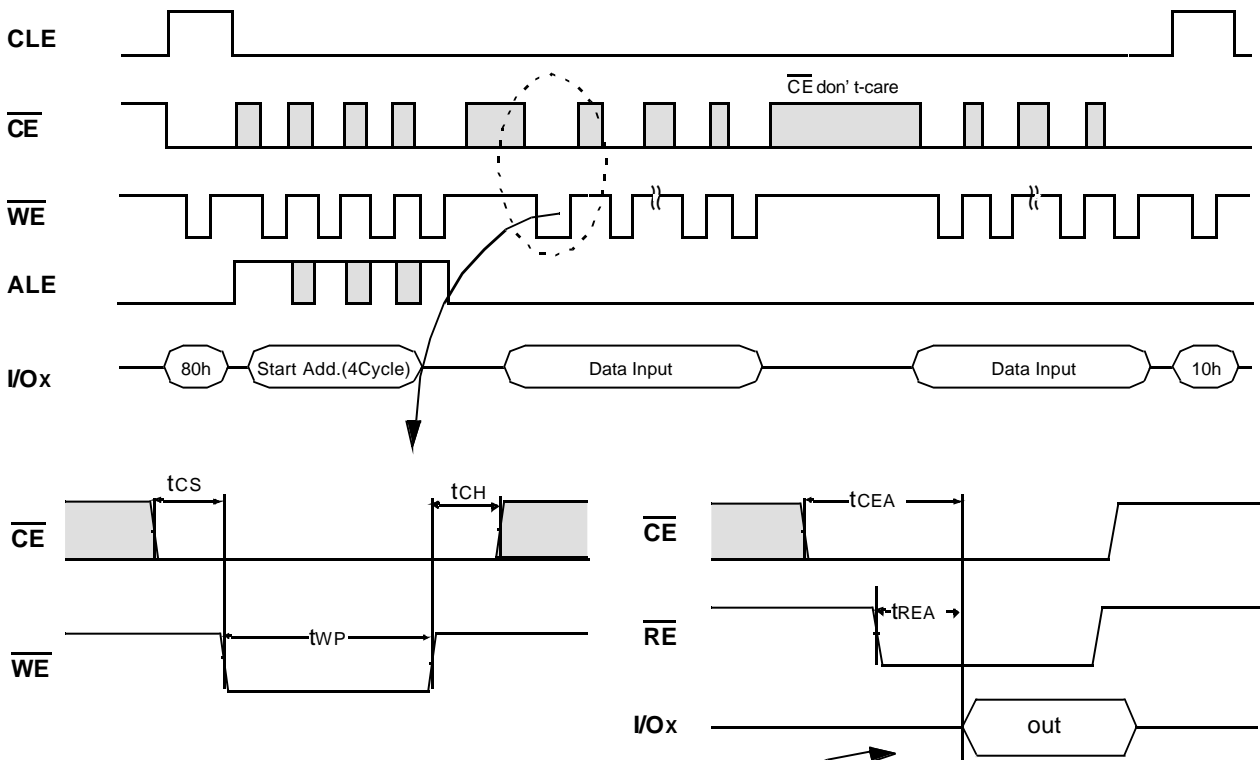 CLE
CE don' t-care
CE
WE
ALE
I/Ox 80h Start Add.(4Cycle) Data Input Data Input 10h
tCS tCH
CE
tWP
WE
tCEA
CE
tREA
RE
I/Ox out